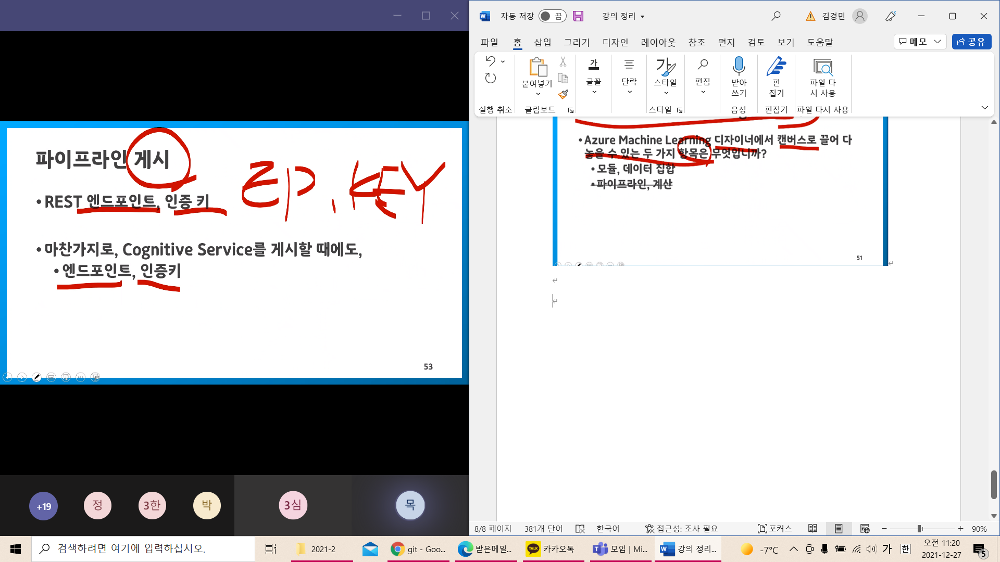 파이프라인 게시
• REST 엔드포인트, 인증 키
EP, KEY
• 마찬가지로, Cognitive Service를 게시할 때에도,
• 엔드포인트, 인증키
53
+19
정
3한
박
3심
목
자동 저장
끔
강의 정리
김경민
파일
홈
삽입
그리기
디자인
레이아웃
참조
편지
검토
보기
도움말
메모
공유
붙여넣기
글꼴
단락
가
스타일
편집
받아
쓰기
편
집기
파일 다
시 사용
실행 취소
클립보드
스타일
음성
편집기
파일 다시 사용
• Azure Machine Learning 디자이너에서 캔버스로 끌어 다
놓을 수 있는 두 가지 항목은 무엇입니까?
• 모듈, 데이터 집합
• 파이프라인, 계산
51
8/8 페이지
381개 단어
한국어
접근성: 조사 필요
포커스
90%
검색하려면 여기에 입력하십시오.
2021-2
git - Goo...
받은메일...
TALK
카카오톡
모임 | Mi...
강의 정리...
-7°C
가
한
오전 11:20
2021-12-27
5